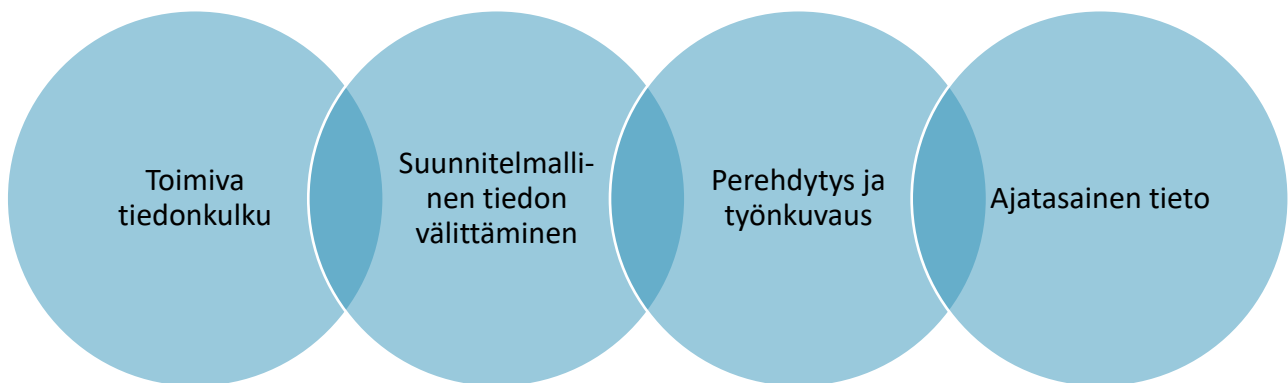 Toimiva
tiedonkulku
Suunnitelmalli-
nen tiedon
välittäminen
Perehdytys ja
työnkuvaus
Ajatasainen tieto